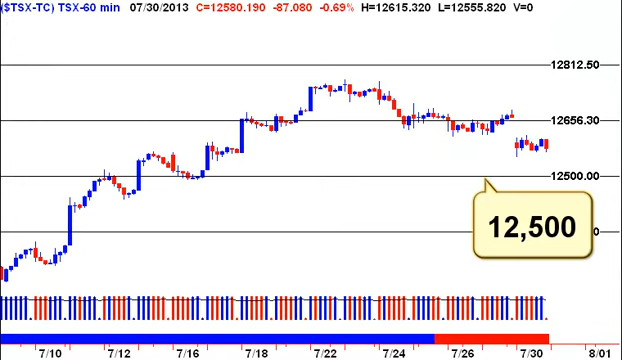 ($TSX-TC) TSX-60 min 07/30/2013 C=12580.190 -87.080 -0.69% H=12615.320 L=12555.820 V=0
12812.50
12656.30
12500.00
12,500
0
7/10 7/12 7/16 7/18 7/22 7/24 7/26 7/30 8/01